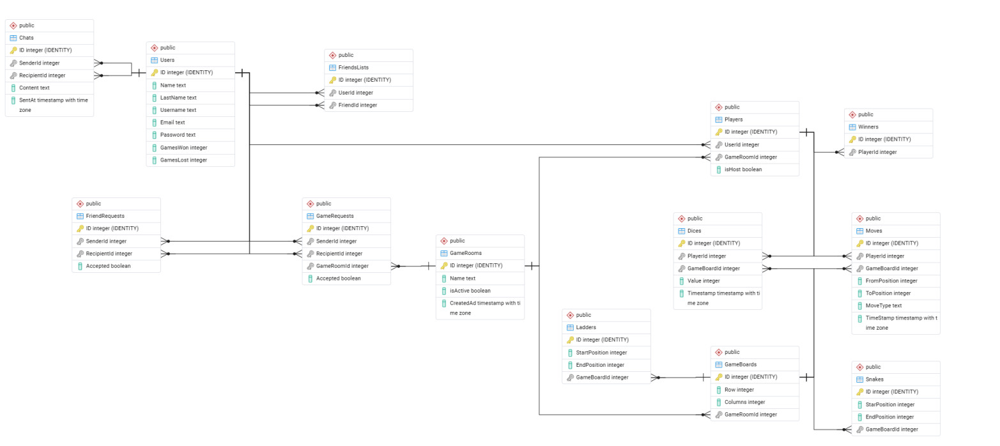 public
Chats
ID integer (IDENTITY)
SenderId integer
RecipientId integer
Content text
SentAt timestamp with time
zone
public
Users
ID integer (IDENTITY)
Name text
LastName text
Username text
Email text
Password text
GamesWon integer
GamesLost integer
public
FriendsLists
ID integer (IDENTITY)
UserId integer
FriendId integer
public
Players
ID integer (IDENTITY)
UserId integer
GameRoomId integer
isHost boolean
public
Winners
ID integer (IDENTITY)
PlayerId integer
public
FriendRequests
ID integer (IDENTITY)
SenderId integer
RecipientId integer
Accepted boolean
public
GameRequests
ID integer (IDENTITY)
SenderId integer
RecipientId integer
GameRoomId integer
Accepted boolean
public
GameRooms
ID integer (IDENTITY)
Name text
isActive boolean
CreatedAd timestamp with ti
me zone
public
Dices
ID integer (IDENTITY)
PlayerId integer
GameBoardId integer
Value integer
Timestamp timestamp with ti
me zone
public
Moves
ID integer (IDENTITY)
PlayerId integer
GameBoardId integer
FromPosition integer
ToPosition integer
MoveType text
TimeStamp timestamp with t
ime zone
public
Ladders
ID integer (IDENTITY)
StartPosition integer
EndPosition integer
GameBoardId integer
public
GameBoards
ID integer (IDENTITY)
Row integer
Columns integer
GameRoomId integer
public
Snakes
ID integer (IDENTITY)
StarPosition integer
EndPosition integer
GameBoardId integer